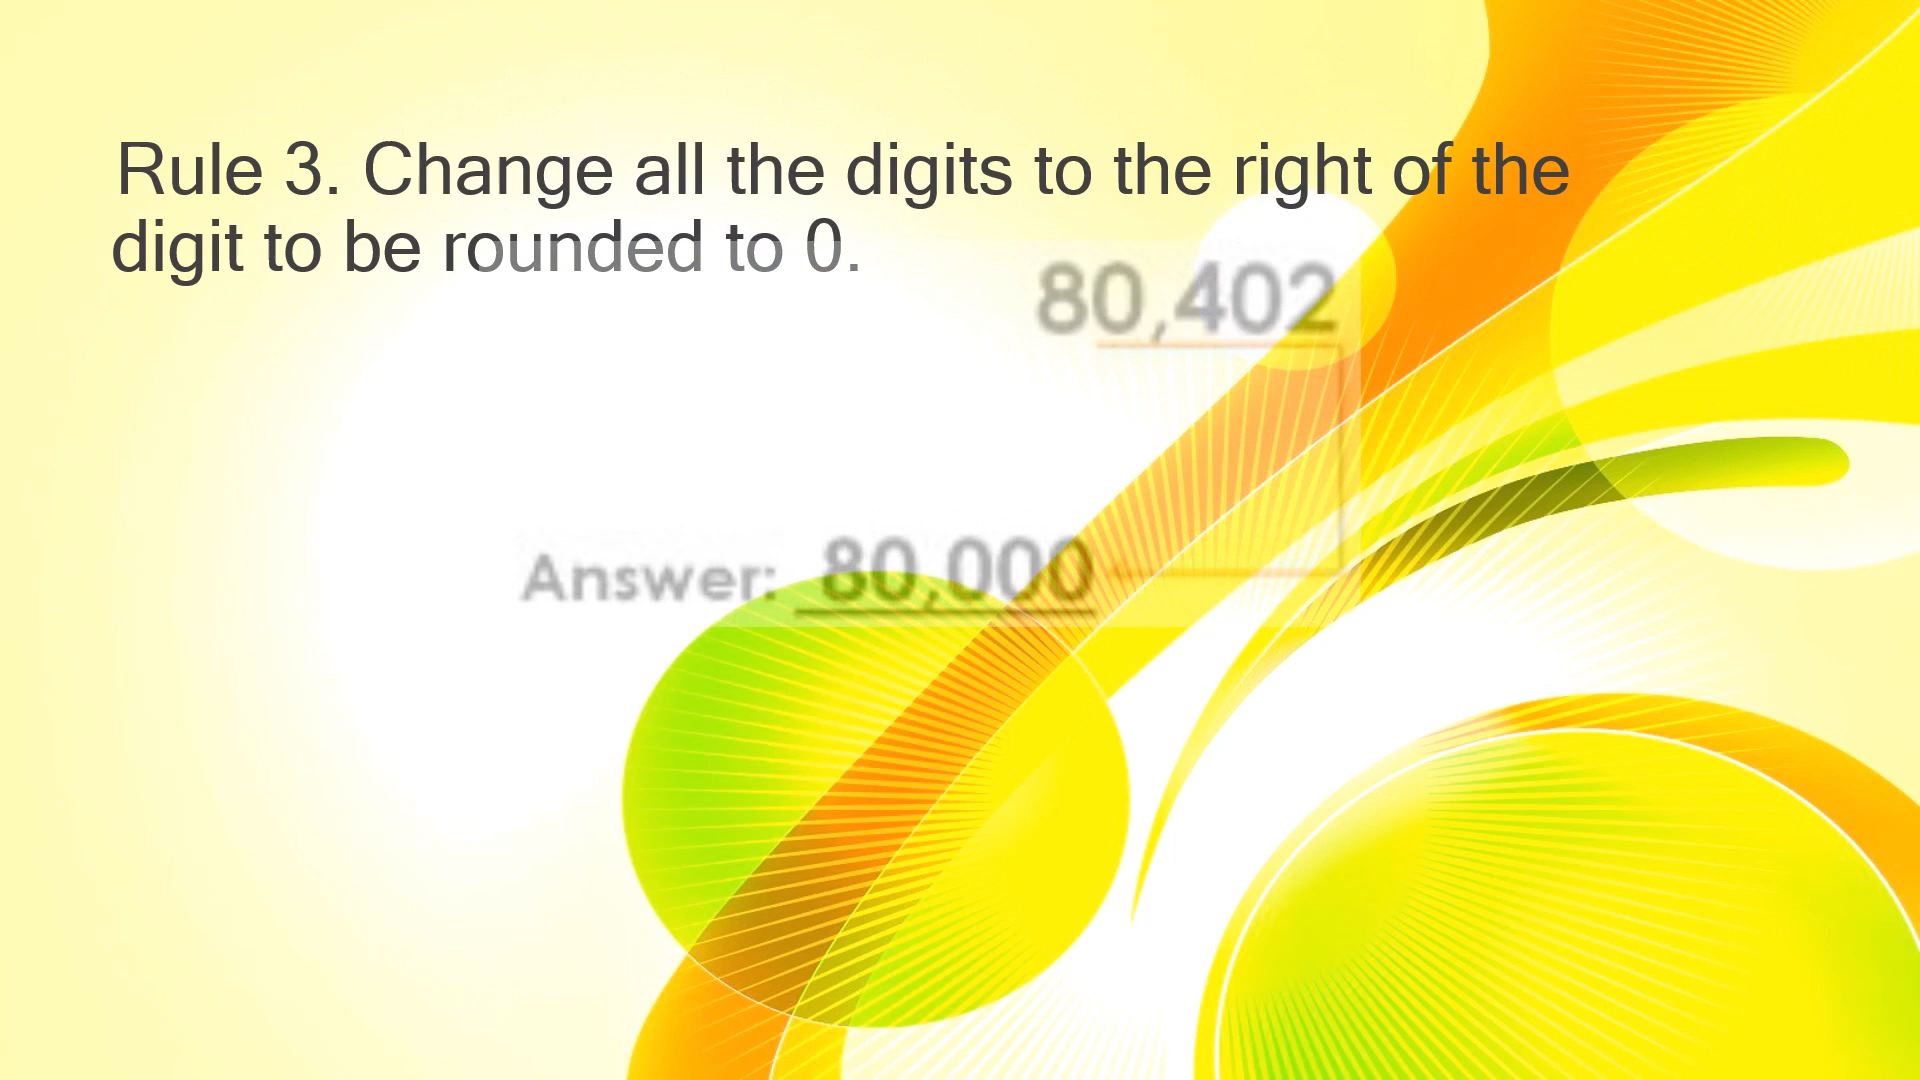 Rule 3. Change all the digits to the right of the
digit to be rounded to 0.
80,402
Answer: 80,000